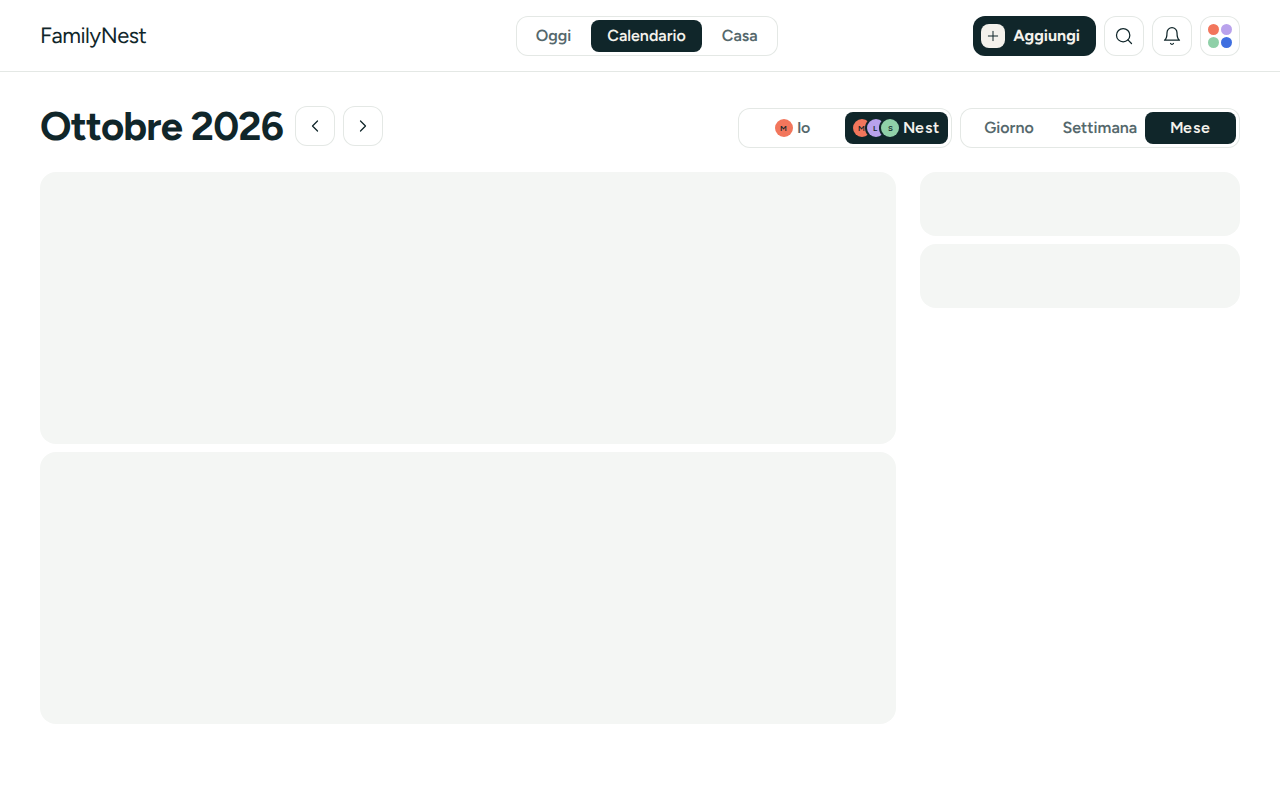 FamilyNest
Oggi
Calendario
Casa
Aggiungi
Ottobre 2026
M Io
M L S Nest
Giorno
Settimana
Mese